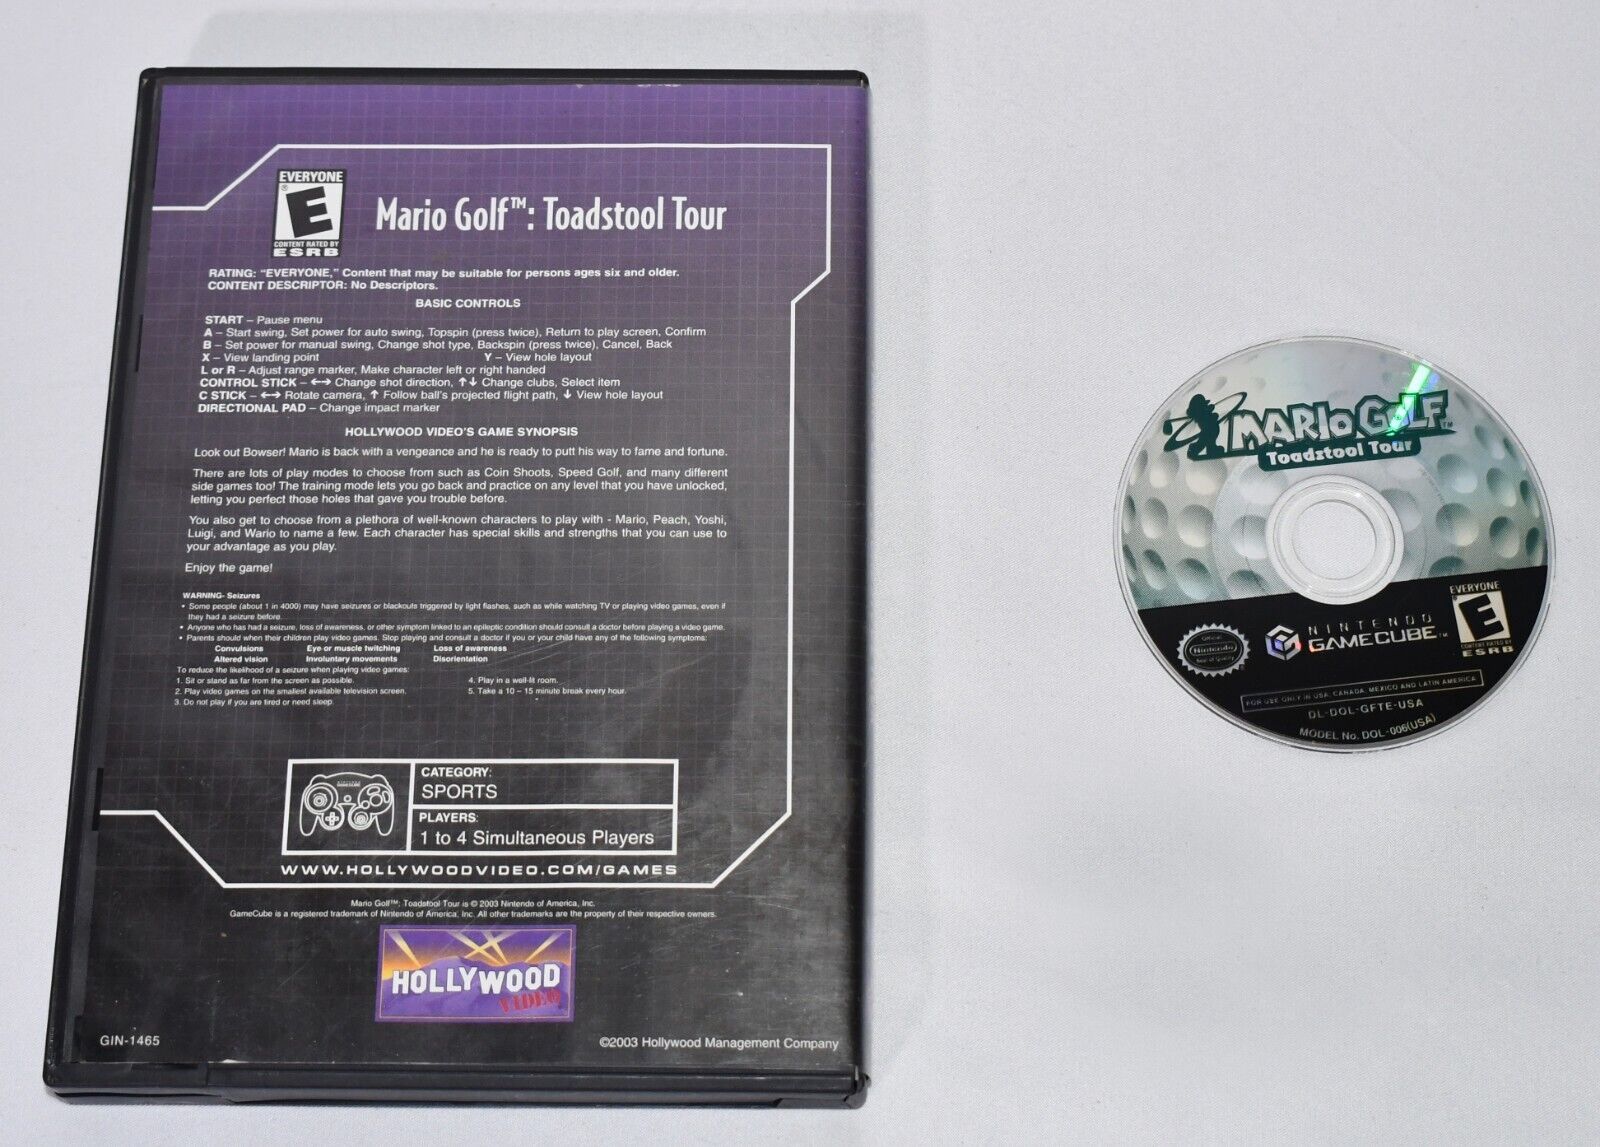 EVERYONE
®
E
CONTENT RATED BY
ESRB
Mario Golf™: Toadstool Tour
RATING: “EVERYONE,” Content that may be suitable for persons ages six and older.
CONTENT DESCRIPTOR: No Descriptors.
BASIC CONTROLS
START – Pause menu
A – Start swing, Set power for auto swing, Topspin (press twice), Return to play screen, Confirm
B – Set power for manual swing, Change shot type, Backspin (press twice), Cancel, Back
X – View landing point Y – View hole layout
L or R – Adjust range marker, Make character left or right handed
CONTROL STICK – ←→ Change shot direction, ↑↓ Change clubs, Select item
C STICK – ←→ Rotate camera, ↑ Follow ball's projected flight path, ↓ View hole layout
DIRECTIONAL PAD – Change impact marker
HOLLYWOOD VIDEO'S GAME SYNOPSIS
Look out Bowser! Mario is back with a vengeance and he is ready to putt his way to fame and fortune.
There are lots of play modes to choose from such as Coin Shoots, Speed Golf, and many different
side games too! The training mode lets you go back and practice on any level that you have unlocked,
letting you perfect those holes that gave you trouble before.
You also get to choose from a plethora of well-known characters to play with - Mario, Peach, Yoshi,
Luigi, and Wario to name a few. Each character has special skills and strengths that you can use to
your advantage as you play.
Enjoy the game!
WARNING- Seizures
• Some people (about 1 in 4000) may have seizures or blackouts triggered by light flashes, such as while watching TV or playing video games, even if
they had a seizure before.
• Anyone who has had a seizure, loss of awareness, or other symptom linked to an epileptic condition should consult a doctor before playing a video game.
• Parents should when their children play video games. Stop playing and consult a doctor if you or your child have any of the following symptoms:
Convulsions Eye or muscle twitching Loss of awareness
Altered vision Involuntary movements Disorientation
To reduce the likelihood of a seizure when playing video games:
1. Sit or stand as far from the screen as possible. 4. Play in a well-lit room.
2. Play video games on the smallest available television screen. 5. Take a 10 – 15 minute break every hour.
3. Do not play if you are tired or need sleep.
NINTENDO
GAMECUBE
CATEGORY:
SPORTS
PLAYERS:
1 to 4 Simultaneous Players
WWW.HOLLYWOODVIDEO.COM/GAMES
Mario Golf™: Toadstool Tour is © 2003 Nintendo of America, Inc.
GameCube is a registered trademark of Nintendo of America, Inc. All other trademarks are the property of their respective owners.
HOLLYWOOD
VIDEO
GIN-1465
©2003 Hollywood Management Company
MARIO GOLF™
Toadstool Tour
Official
Nintendo
Seal of Quality
NINTENDO
GAMECUBE™
EVERYONE
E
CONTENT RATED BY
ESRB
FOR USE ONLY IN USA, CANADA, MEXICO AND LATIN AMERICA
DL-DOL-GFTE-USA
MODEL No. DOL-006(USA)